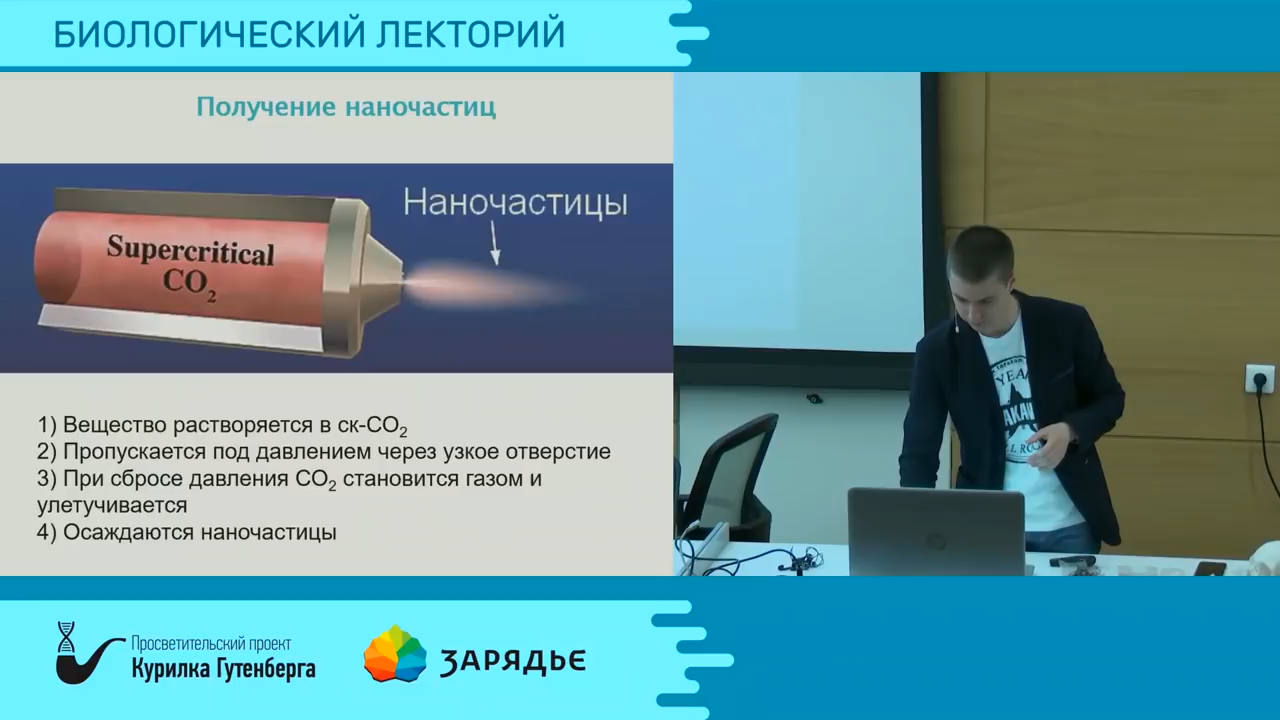 БИОЛОГИЧЕСКИЙ ЛЕКТОРИЙ
Получение наночастиц
Наночастицы
Supercritical
CO₂
1) Вещество растворяется в ск-CO₂
2) Пропускается под давлением через узкое отверстие
3) При сбросе давления CO₂ становится газом и
улетучивается
4) Осаждаются наночастицы
YEA
Просветительский проект
Курилка Гутенберга
ЗАРЯДЬЕ